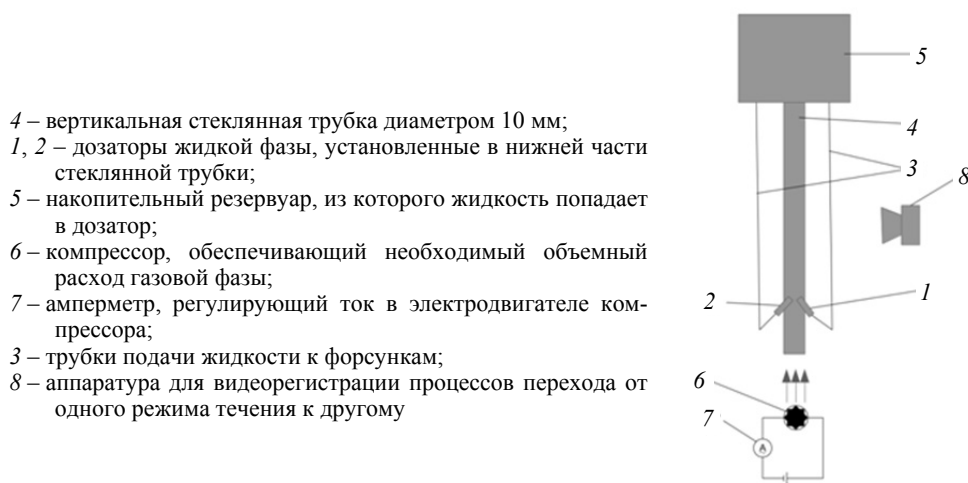 4 – вертикальная стеклянная трубка диаметром 10 мм;
1, 2 – дозаторы жидкой фазы, установленные в нижней части
стеклянной трубки;
5 – накопительный резервуар, из которого жидкость попадает
в дозатор;
6 – компрессор, обеспечивающий необходимый объемный
расход газовой фазы;
7 – амперметр, регулирующий ток в электродвигателе ком-
прессора;
3 – трубки подачи жидкости к форсункам;
8 – аппаратура для видеорегистрации процессов перехода от
одного режима течения к другому
5
4
3
8
2
1
6
7
A